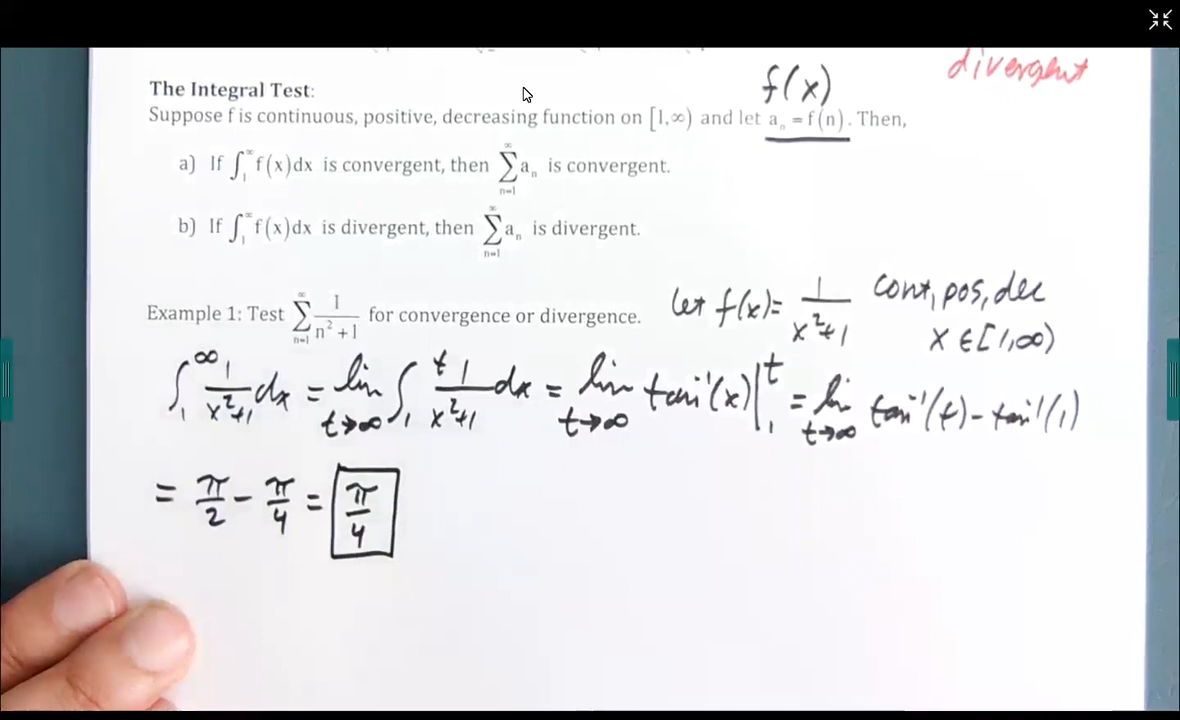 divergent
f(x)
The Integral Test:
Suppose f is continuous, positive, decreasing function on [1,∞) and let aₙ = f(n). Then,
a) If ∫₁^∞ f(x)dx is convergent, then ∑_{n=1}^∞ aₙ is convergent.
b) If ∫₁^∞ f(x)dx is divergent, then ∑_{n=1}^∞ aₙ is divergent.
Example 1: Test ∑_{n=1}^∞ 1/(n²+1) for convergence or divergence.
let f(x) = 1/(x²+1) cont, pos, dec
x ∈ [1,∞)
∫₁^∞ 1/(x²+1) dx = lim_{t→∞} ∫₁^t 1/(x²+1) dx = lim_{t→∞} tan⁻¹(x)|₁^t = lim_{t→∞} tan⁻¹(t) - tan⁻¹(1)
= π/2 - π/4 = π/4